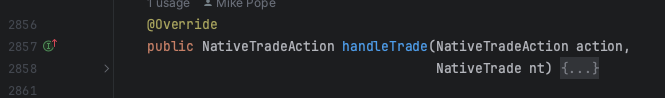 1 usage Mike Pope
2856 @Override
2857 public NativeTradeAction handleTrade(NativeTradeAction action,
2858 NativeTrade nt) {...}
2861